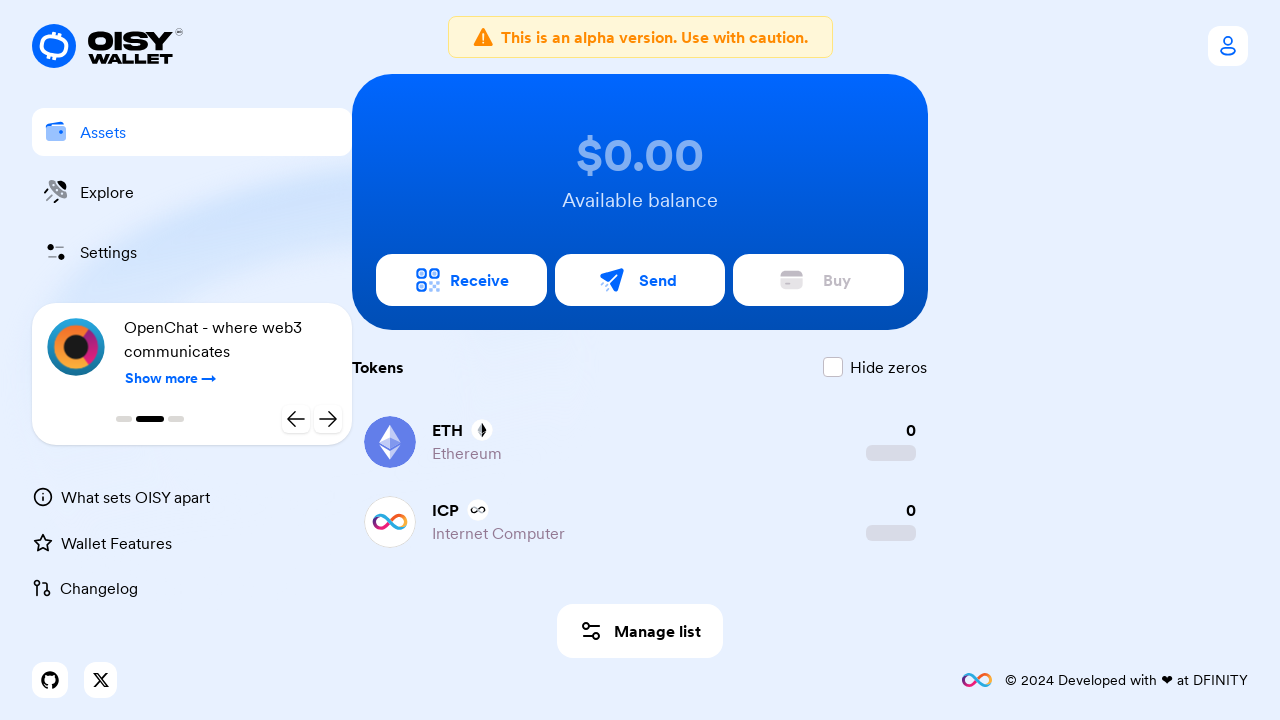 OISY
WALLET
This is an alpha version. Use with caution.
Assets
Explore
Settings
OpenChat - where web3
communicates
Show more
What sets OISY apart
Wallet Features
Changelog
$0.00
Available balance
Receive
Send
Buy
Tokens
Hide zeros
ETH
0
Ethereum
ICP
0
Internet Computer
Manage list
© 2024 Developed with ❤ at DFINITY